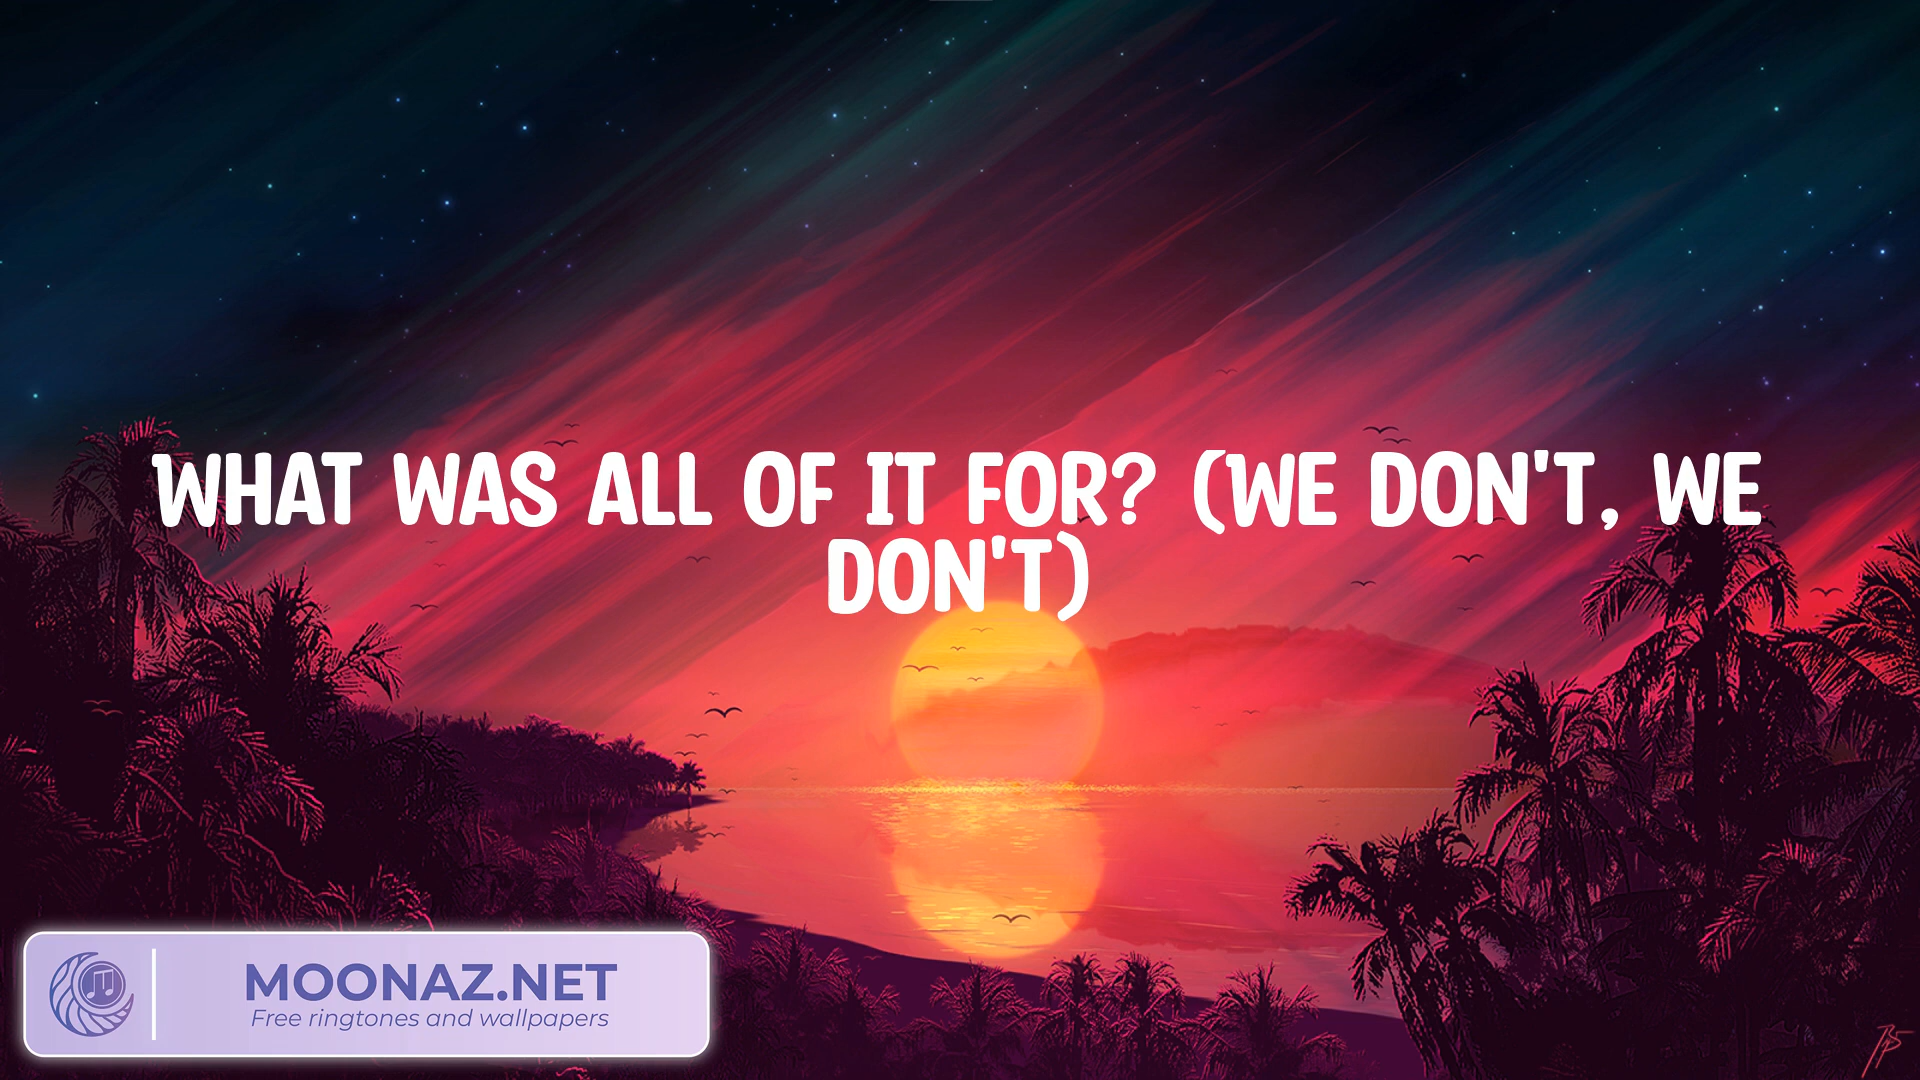 WHAT WAS ALL OF IT FOR? (WE DON'T, WE
DON'T)
MOONAZ.NET
Free ringtones and wallpapers